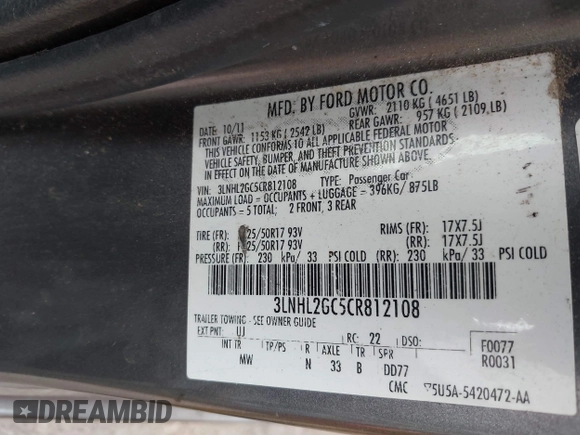 MFD. BY FORD MOTOR CO.
DATE: 10/11 GVWR: 2110 KG ( 4651 LB)
FRONT GAWR: 1153 KG ( 2542 LB) REAR GAWR: 957 KG ( 2109 LB)
THIS VEHICLE CONFORMS TO ALL APPLICABLE FEDERAL MOTOR
VEHICLE SAFETY, BUMPER, AND THEFT PREVENTION STANDARDS
IN EFFECT ON THE DATE OF MANUFACTURE SHOWN ABOVE.
VIN: 3LNHL2GC5CR812108 TYPE: Passenger Car
MAXIMUM LOAD = OCCUPANTS + LUGGAGE = 396KG/ 875LB
OCCUPANTS = 5 TOTAL; 2 FRONT, 3 REAR
TIRE (FR): 25/50R17 93V RIMS (FR): 17X7.5J
(RR): 25/50R17 93V (RR): 17X7.5J
PRESSURE (FR): 230 kPa/ 33 PSI COLD (RR): 230 kPa/ 33 PSI COLD
3LNHL2GC5CR812108
TRAILER TOWING - SEE OWNER GUIDE
EXT PNT: UJ RC: 22 DSO: F0077
INT TR TP/PS R AXLE TR SPR R0031
MW N 33 B DD77
CMC 5U5A-5420472-AA
AUTOBIDCAR